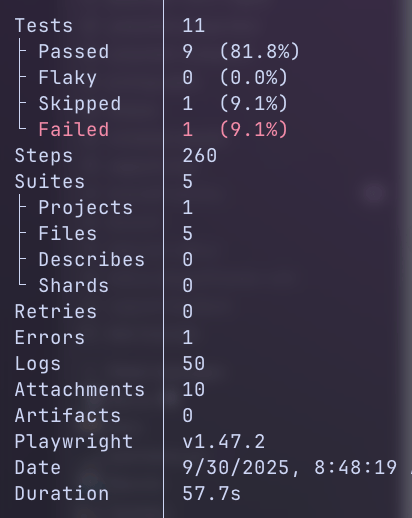 Tests 11
Passed 9 (81.8%)
Flaky 0 (0.0%)
Skipped 1 (9.1%)
Failed 1 (9.1%)
Steps 260
Suites 5
Projects 1
Files 5
Describes 0
Shards 0
Retries 0
Errors 1
Logs 50
Attachments 10
Artifacts 0
Playwright v1.47.2
Date 9/30/2025, 8:48:19
Duration 57.7s